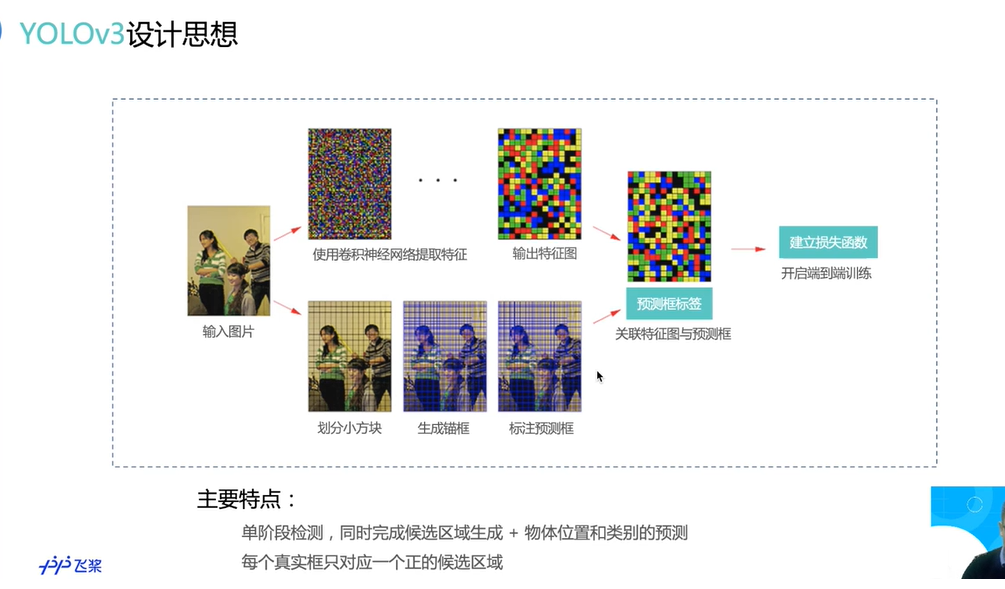 YOLOv3设计思想
· · ·
使用卷积神经网络提取特征
输出特征图
建立损失函数
开启端到端训练
输入图片
预测框标签
关联特征图与预测框
划分小方块
生成锚框
标注预测框
主要特点：
单阶段检测，同时完成候选区域生成 + 物体位置和类别的预测
每个真实框只对应一个正的候选区域
飞桨